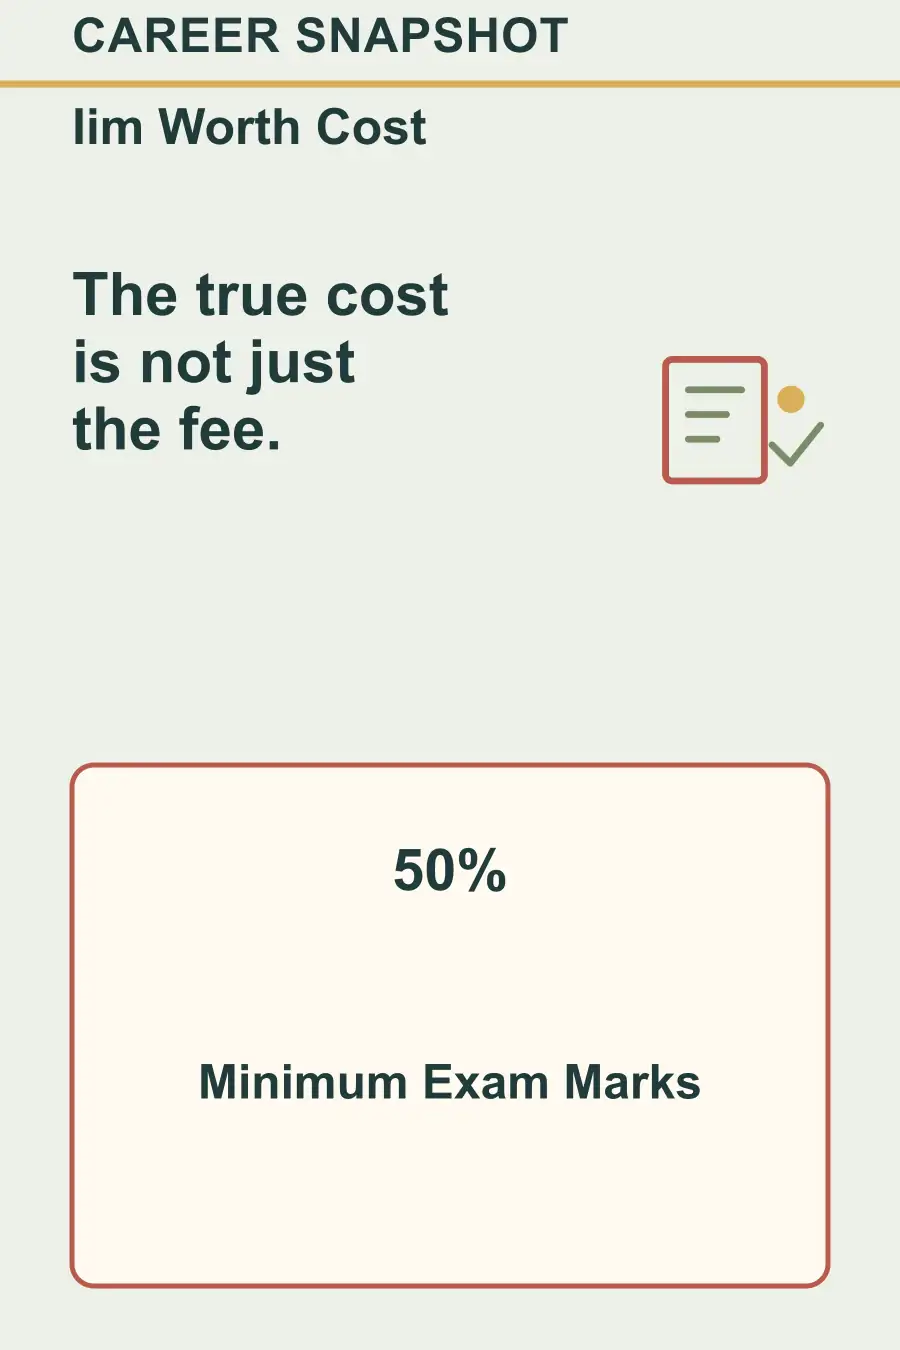 CAREER SNAPSHOT
Iim Worth Cost
The true cost
is not just
the fee.
50%
Minimum Exam Marks